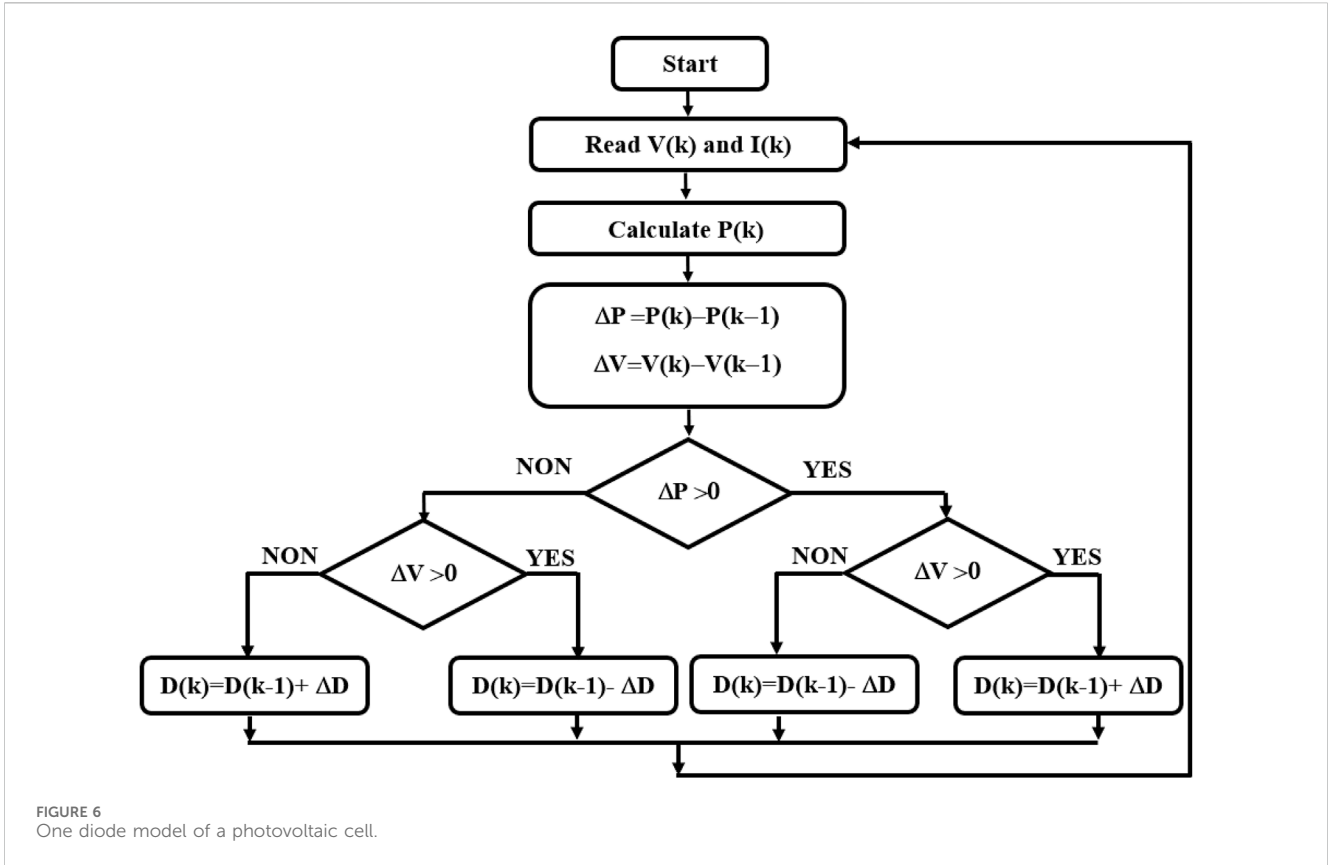 Start
Read V(k) and I(k)
Calculate P(k)
ΔP =P(k)–P(k–1)
ΔV=V(k)–V(k–1)
NON
YES
ΔP >0
NON
YES
NON
YES
ΔV >0
ΔV >0
D(k)=D(k-1)+ ΔD
D(k)=D(k-1)- ΔD
D(k)=D(k-1)- ΔD
D(k)=D(k-1)+ ΔD
FIGURE 6
One diode model of a photovoltaic cell.